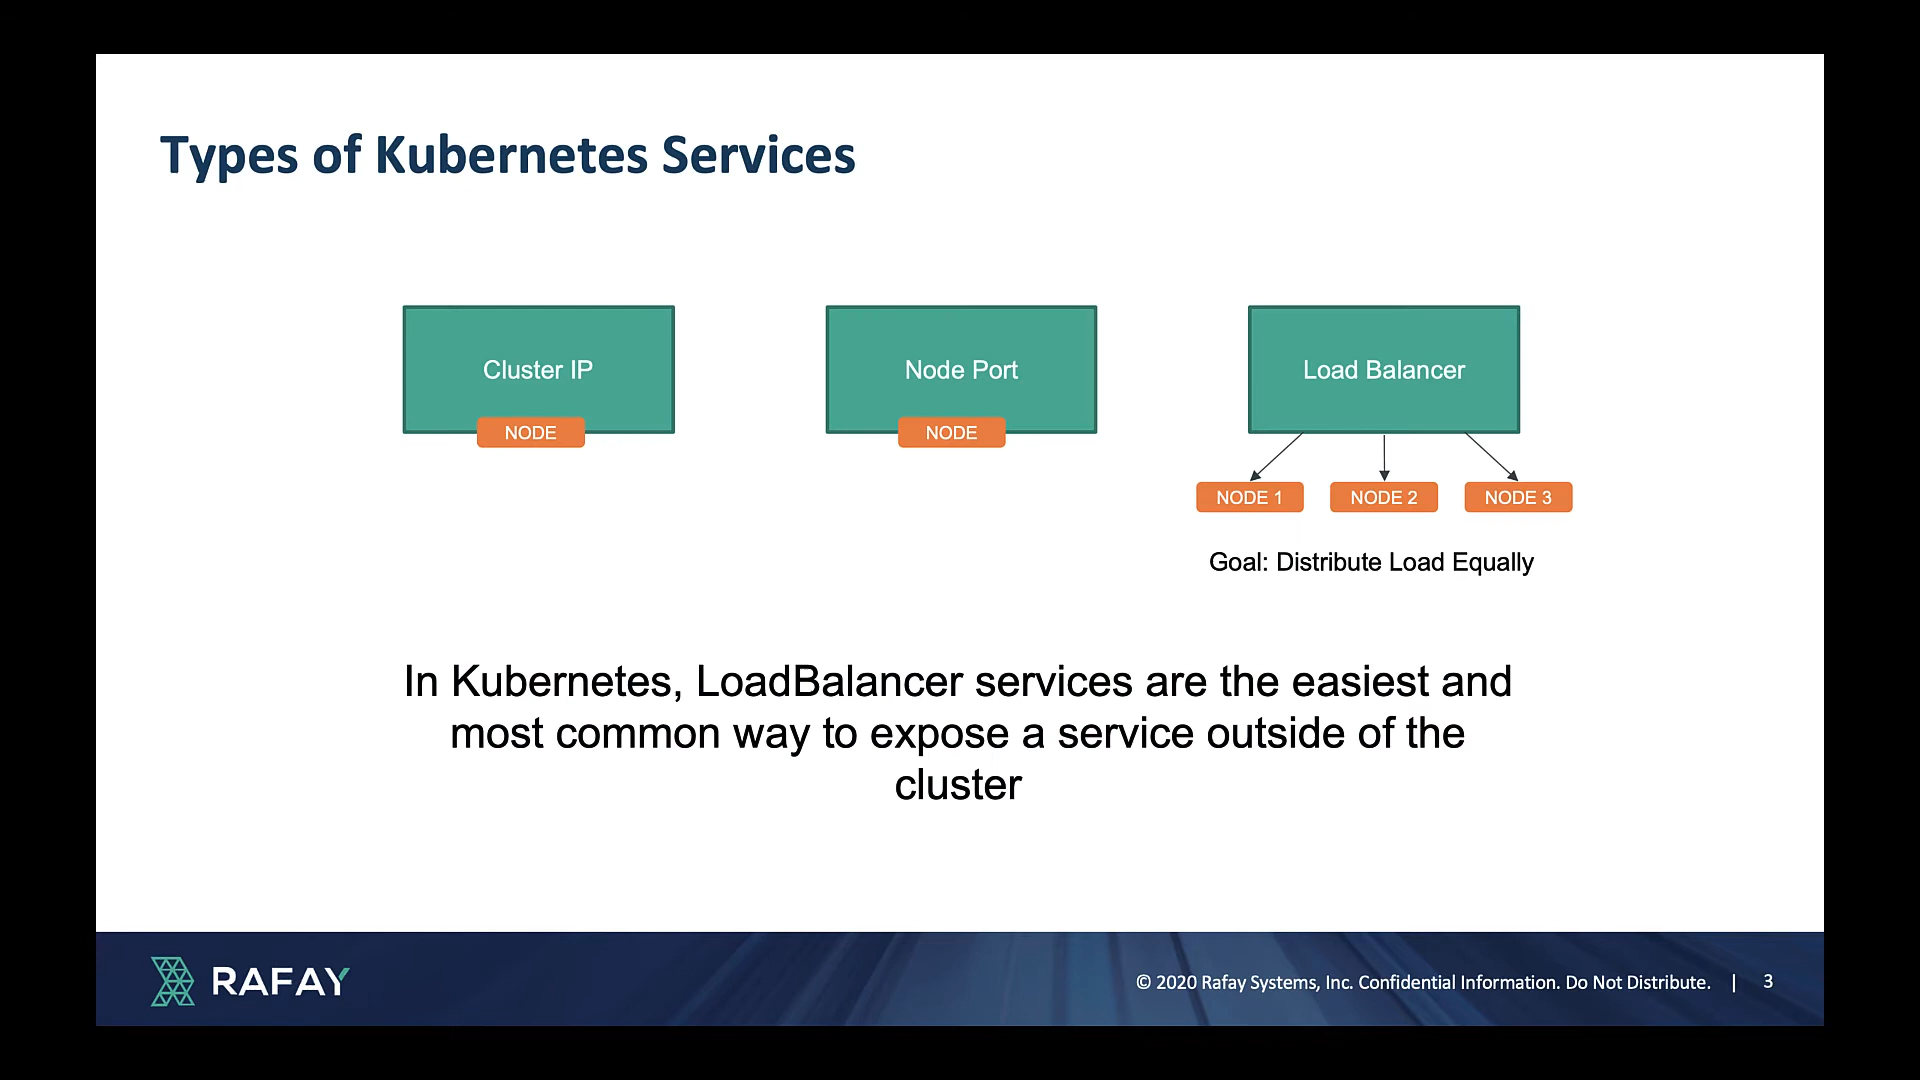 Types of Kubernetes Services
Cluster IP
NODE
Node Port
NODE
Load Balancer
NODE 1
NODE 2
NODE 3
Goal: Distribute Load Equally
In Kubernetes, LoadBalancer services are the easiest and
most common way to expose a service outside of the
cluster
RAFAY
© 2020 Rafay Systems, Inc. Confidential Information. Do Not Distribute. | 3